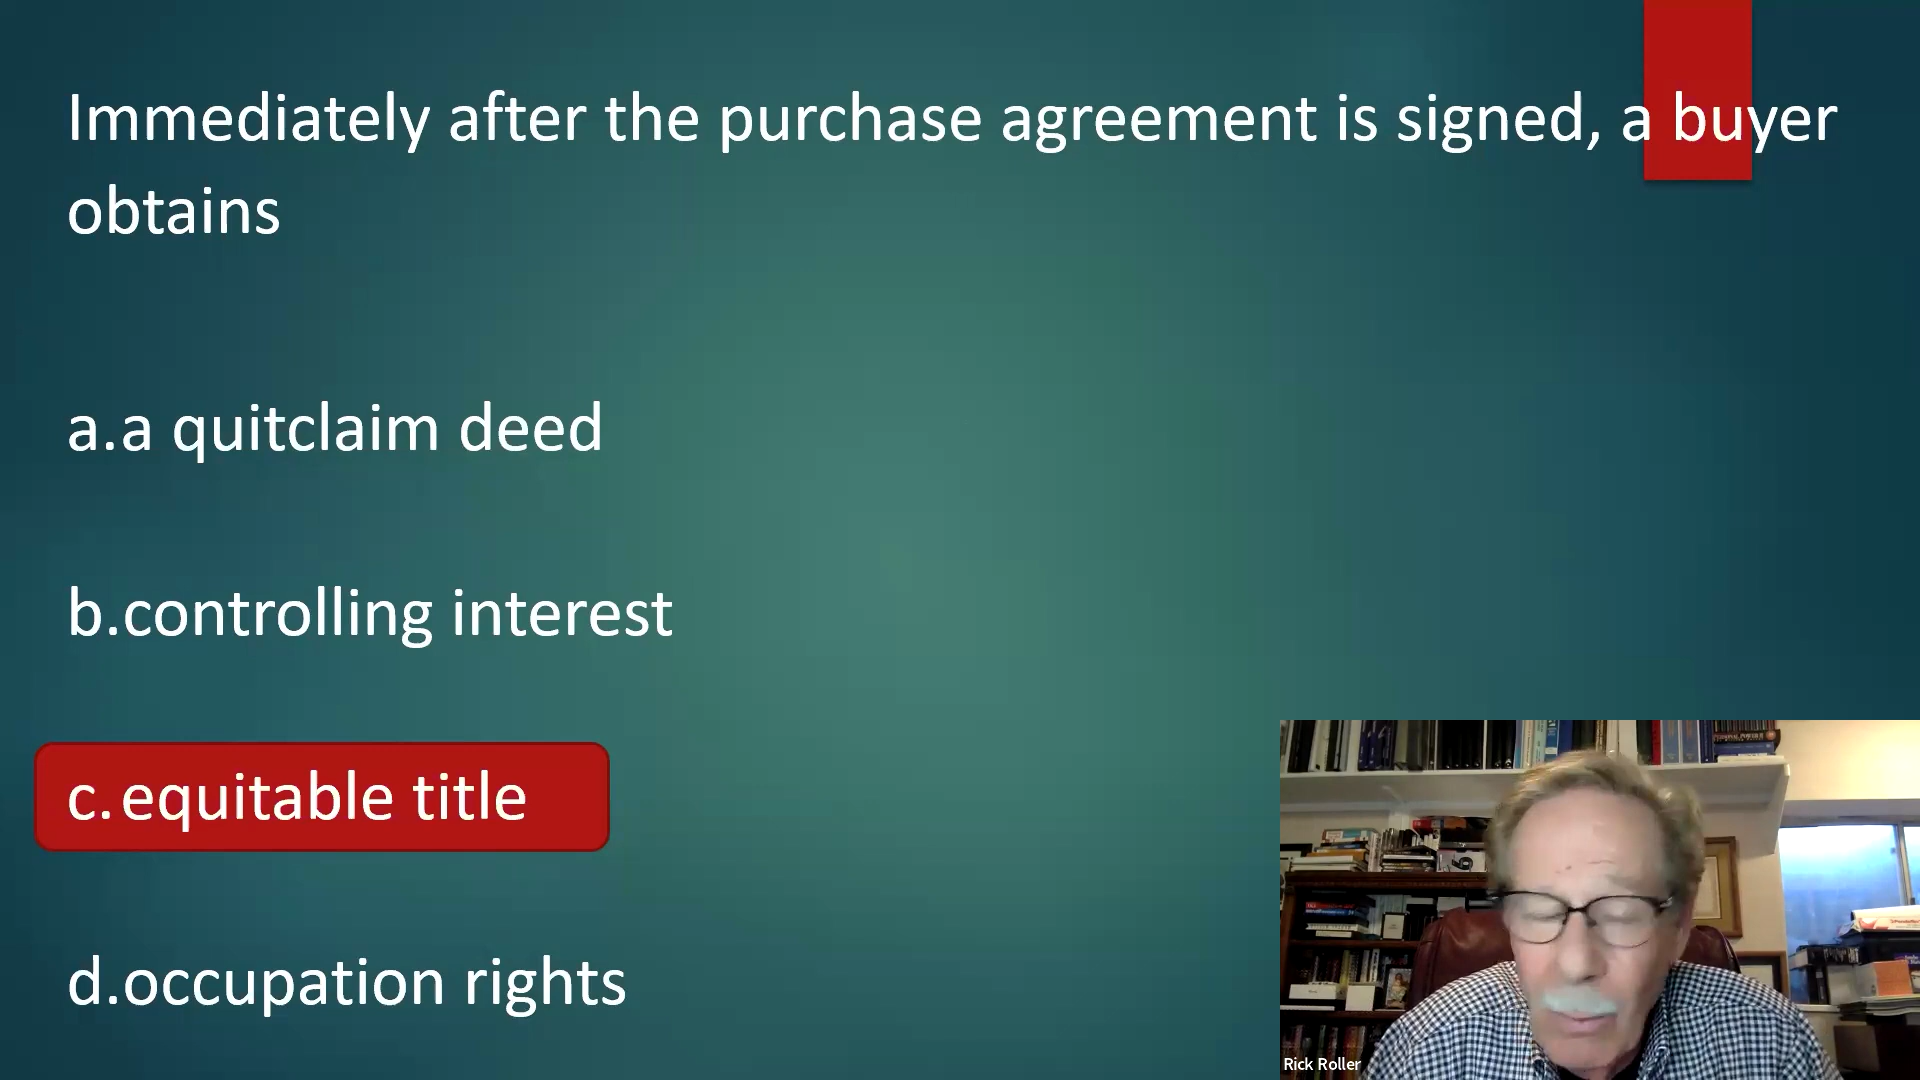 Immediately after the purchase agreement is signed, a buyer
obtains
a.a quitclaim deed
b.controlling interest
c.equitable title
d.occupation rights
Rick Roller